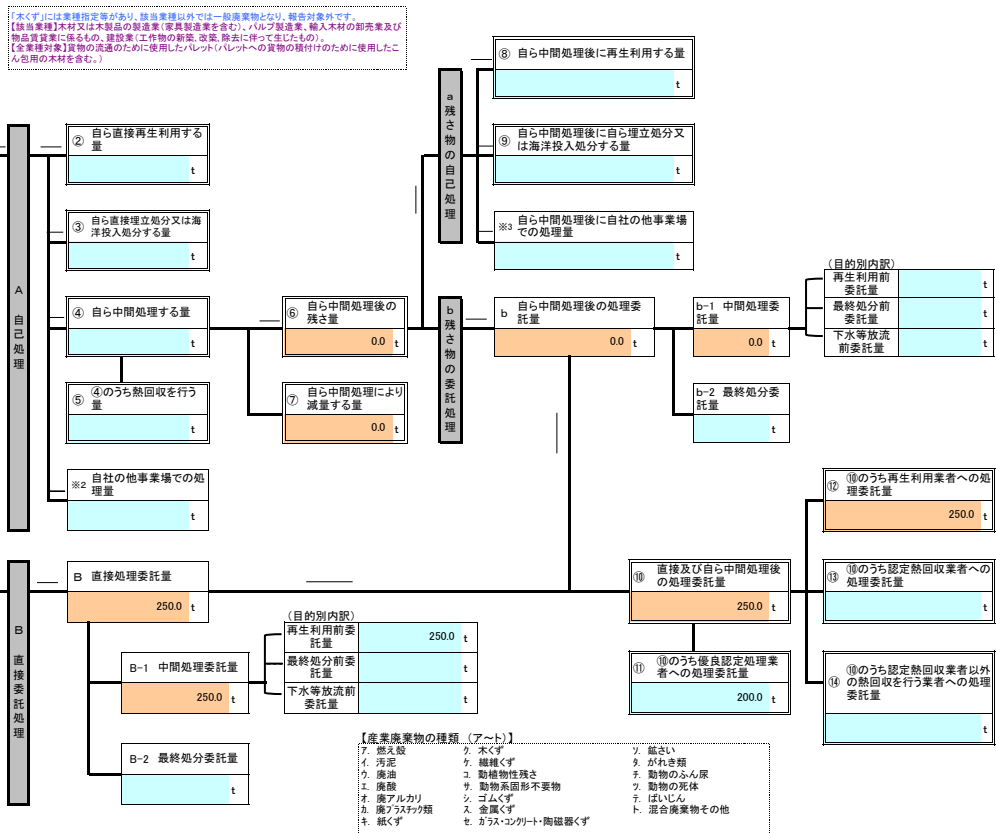 「木くず」には業種指定等があり、該当業種以外では一般廃棄物となり、報告対象外です。
【該当業種】木材又は木製品の製造業（家具製造業を含む）、パルプ製造業、輸入木材の卸売業及び
物品賃貸業に係るもの、建設業（工作物の新築、改築、除去に伴って生じたもの）。
【全業種対象】貨物の流通のために使用したパレット（パレットへの貨物の積付けのために使用したこ
ん包用の木材を含む。）
A 自己処理
② 自ら直接再生利用する
量
t
③ 自ら直接埋立処分又は海
洋投入処分する量
t
④ 自ら中間処理する量
t
⑤ ④のうち熱回収を行う
量
t
※2 自社の他事業場での処
理量
t
⑥ 自ら中間処理後の
残さ量
0.0 t
⑦ 自ら中間処理により
減量する量
0.0 t
a 残さ物の自己処理
⑧ 自ら中間処理後に再生利用する量
t
⑨ 自ら中間処理後に自ら埋立処分又
は海洋投入処分する量
t
※3 自ら中間処理後に自社の他事業場
での処理量
t
b 残さ物の委託処理
b 自ら中間処理後の処理委
託量
0.0 t
b-1 中間処理委
託量
0.0 t
(目的別内訳)
再生利用前
委託量
t
最終処分前
委託量
t
下水等放流
前委託量
t
b-2 最終処分委
託量
t
B 直接委託処理
B 直接処理委託量
250.0 t
B-1 中間処理委託量
250.0 t
(目的別内訳)
再生利用前委
託量
250.0 t
最終処分前委
託量
t
下水等放流前
委託量
t
B-2 最終処分委託量
t
⑩ 直接及び自ら中間処理後
の処理委託量
250.0 t
⑪ ⑩のうち優良認定処理業
者への処理委託量
200.0 t
⑫ ⑩のうち再生利用業者への処
理委託量
250.0 t
⑬ ⑩のうち認定熱回収業者への
処理委託量
t
⑭ ⑩のうち認定熱回収業者以外
の熱回収を行う業者への処理
委託量
t
【産業廃棄物の種類 （ア～ト）】
ア. 燃え殻 ク. 木くず ソ. 鉱さい
イ. 汚泥 ケ. 繊維くず タ. がれき類
ウ. 廃油 コ. 動植物性残さ チ. 動物のふん尿
エ. 廃酸 サ. 動物系固形不要物 ツ. 動物の死体
オ. 廃アルカリ シ. ゴムくず テ. ばいじん
カ. 廃プラスチック類 ス. 金属くず ト. 混合廃棄物その他
キ. 紙くず セ. ガラス・コンクリート・陶磁器くず